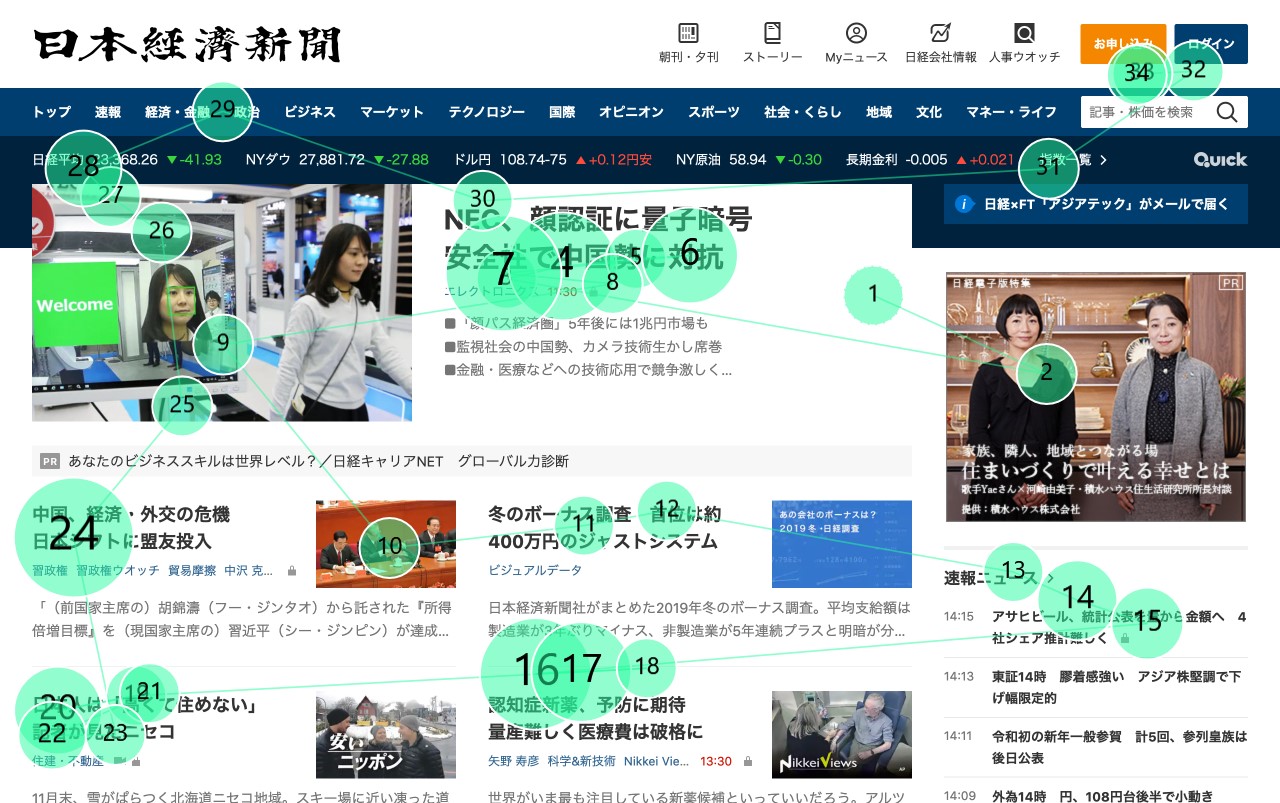 日本経済新聞
朝刊・夕刊 ストーリー Myニュース 日経会社情報 人事ウオッチ
お申し込み ログイン
34 32
トップ 速報 経済・金融 政治 ビジネス マーケット テクノロジー 国際 オピニオン スポーツ 社会・くらし 地域 文化 マネー・ライフ
記事・株価を検索
29
日経平均 23,368.26 ▼-41.93 NYダウ 27,881.72 ▼-27.88 ドル円 108.74-75 ▲+0.12円安 NY原油 58.94 ▼-0.30 長期金利 -0.005 ▲+0.021 指数一覧
QUICK
28 27 26
30 31
Welcome
9
25
NEC、顔認証に量子暗号
安全性で中国勢に対抗
7 4 5 6 8
エレクトロニクス 11:30
■「顔パス経済圏」5年後には1兆円市場も
■監視社会の中国勢、カメラ技術生かし席巻
■金融・医療などへの技術応用で競争激しく...
1
日経×FT「アジアテック」がメールで届く
日経電子版特集 PR
2
家族、隣人、地域とつながる場
住まいづくりで叶える幸せとは
歌手Yaeさん×河崎由美子・積水ハウス住生活研究所所長対談
提供：積水ハウス株式会社
PR あなたのビジネススキルは世界レベル？／日経キャリアNET グローバル力診断
中国、経済・外交の危機
日本シフトに盟友投入
24
習政権 習政権ウオッチ 貿易摩擦 中沢 克...
10
「（前国家主席の）胡錦濤（フー・ジンタオ）から託された『所得
倍増目標』を（現国家主席の）習近平（シー・ジンピン）が達成...
冬のボーナス調査 首位は約
400万円のジャストシステム
11 12
ビジュアルデータ
あの会社のボーナスは？
2019 冬・日経調査
日本経済新聞社がまとめた2019年冬のボーナス調査。平均支給額は
製造業が8年ぶりマイナス、非製造業が5年連続プラスと明暗が分...
速報ニュース
13 14 15
14:15 アサヒビール、統計公表を から金額へ 4
社シェア推計難しく
14:13 東証14時 膠着感強い アジア株堅調で下
げ幅限定的
14:11 令和初の新年一般参賀 計5回、参列皇族は
後日公表
14:09 外為14時 円、108円台後半で小動き
20 21
22 23
て住めない」
ニセコ
住建・不動産
安い
ニッポン
11月末、雪がぱらつく北海道ニセコ地域。スキー場に近い凍った道
16 17 18
認知症新薬、予防に期待
量産難しく医療費は破格に
矢野 寿彦 科学&新技術 Nikkei Vie... 13:30
Nikkei Views
世界がいま最も注目している新薬候補といっていいだろう。アルツ